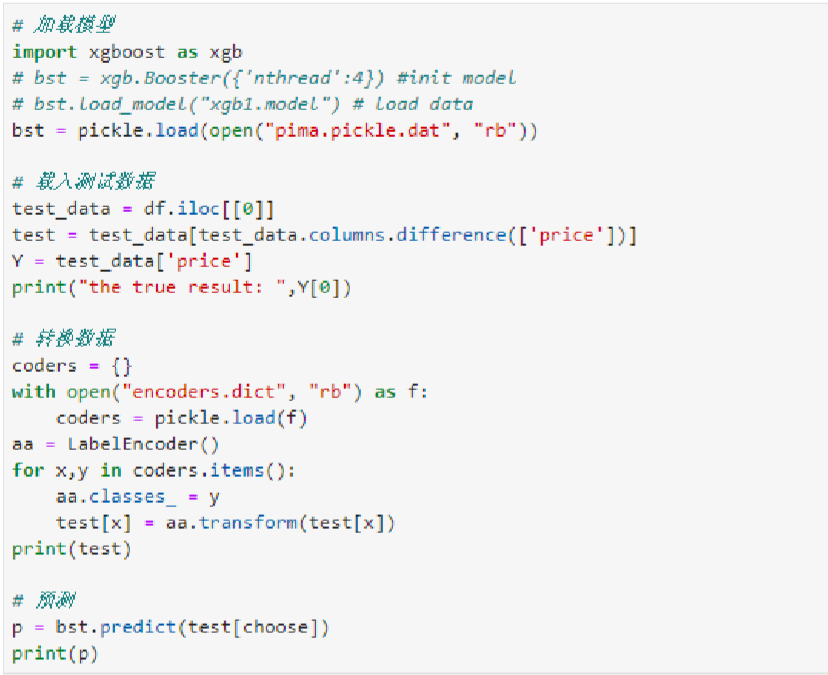 # 加载模型
import xgboost as xgb
# bst = xgb.Booster({'nthread':4}) #init model
# bst.load_model("xgb1.model") # load data
bst = pickle.load(open("pima.pickle.dat", "rb"))
# 载入测试数据
test_data = df.iloc[[0]]
test = test_data[test_data.columns.difference(['price'])]
Y = test_data['price']
print("the true result: ",Y[0])
# 转换数据
coders = {}
with open("encoders.dict", "rb") as f:
    coders = pickle.load(f)
aa = LabelEncoder()
for x,y in coders.items():
    aa.classes_ = y
    test[x] = aa.transform(test[x])
print(test)
# 预测
p = bst.predict(test[choose])
print(p)